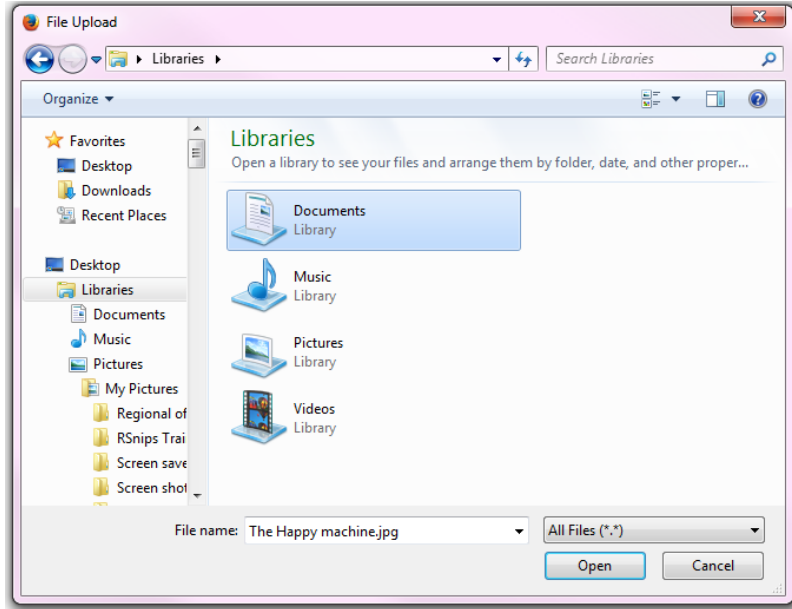 File Upload
Libraries
Search Libraries
Organize
Favorites
Desktop
Downloads
Recent Places
Desktop
Libraries
Documents
Music
Pictures
My Pictures
Regional of
RSnips Trai
Screen save
Screen shot
Libraries
Open a library to see your files and arrange them by folder, date, and other proper...
Documents
Library
Music
Library
Pictures
Library
Videos
Library
File name: The Happy machine.jpg
All Files (*.*)
Open Cancel